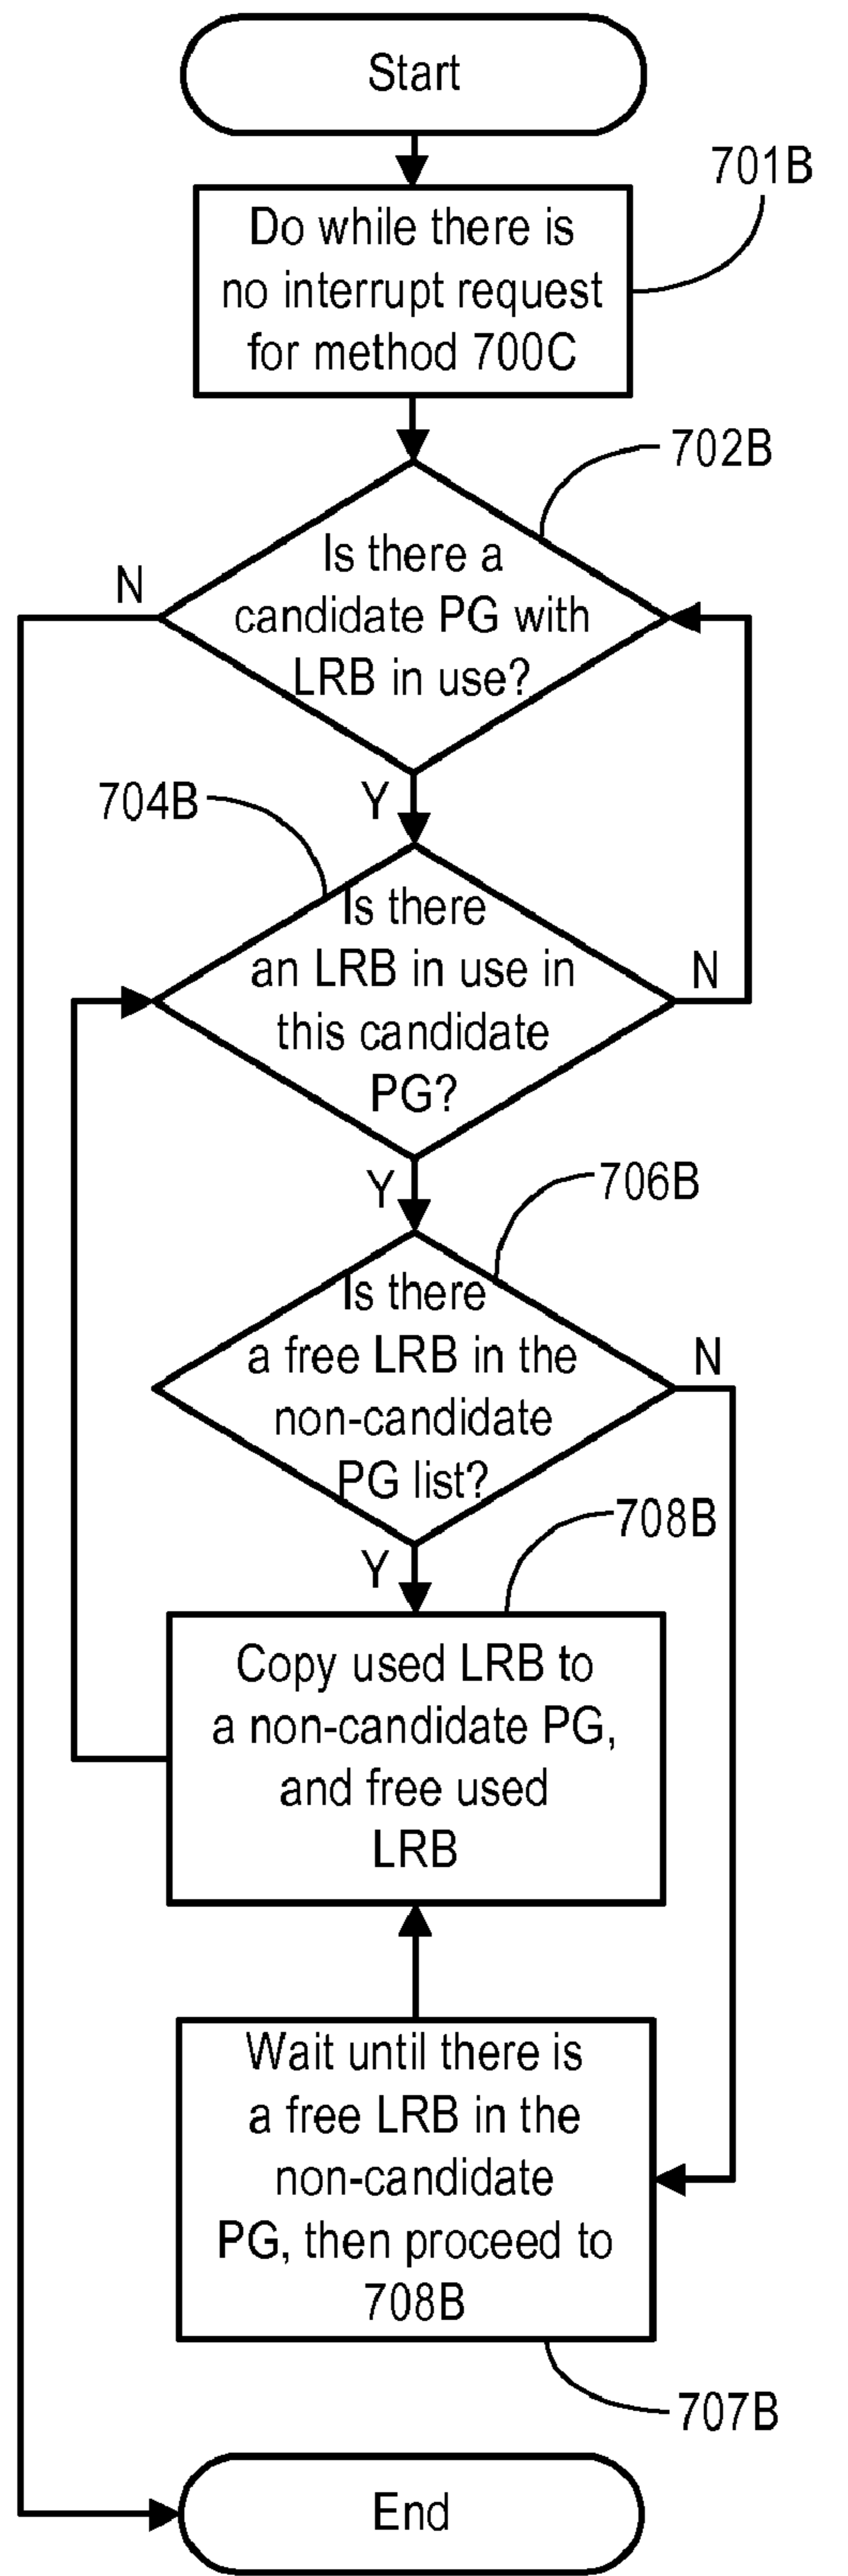 Start
701B
Do while there is
no interrupt request
for method 700C
702B
Is there a
candidate PG with
LRB in use?
N
Y
704B
Is there
an LRB in use in
this candidate
PG?
N
Y
706B
Is there
a free LRB in the
non-candidate
PG list?
N
Y
708B
Copy used LRB to
a non-candidate PG,
and free used
LRB
Wait until there is
a free LRB in the
non-candidate
PG, then proceed to
708B
707B
End